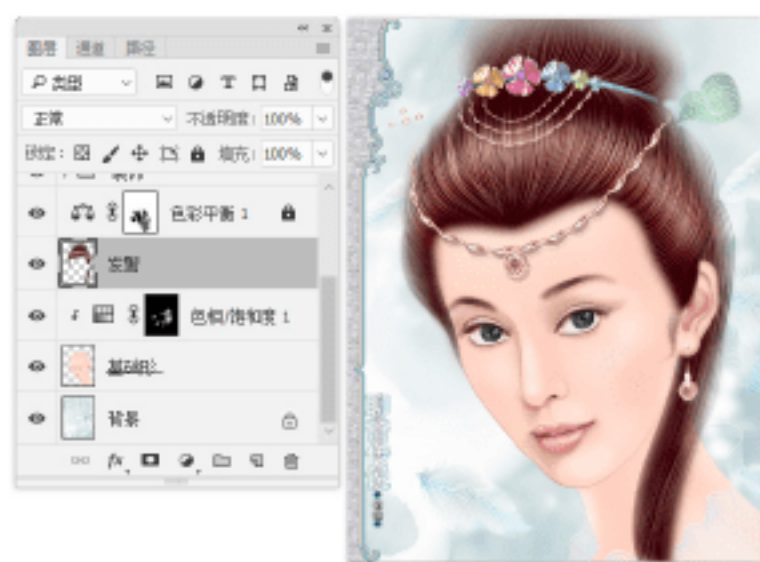 图层 通道 路径
类型
正常 不透明度： 100%
锁定： 填充： 100%
色彩平衡 1
发髻
色相/饱和度 1
基础形
背景
fx